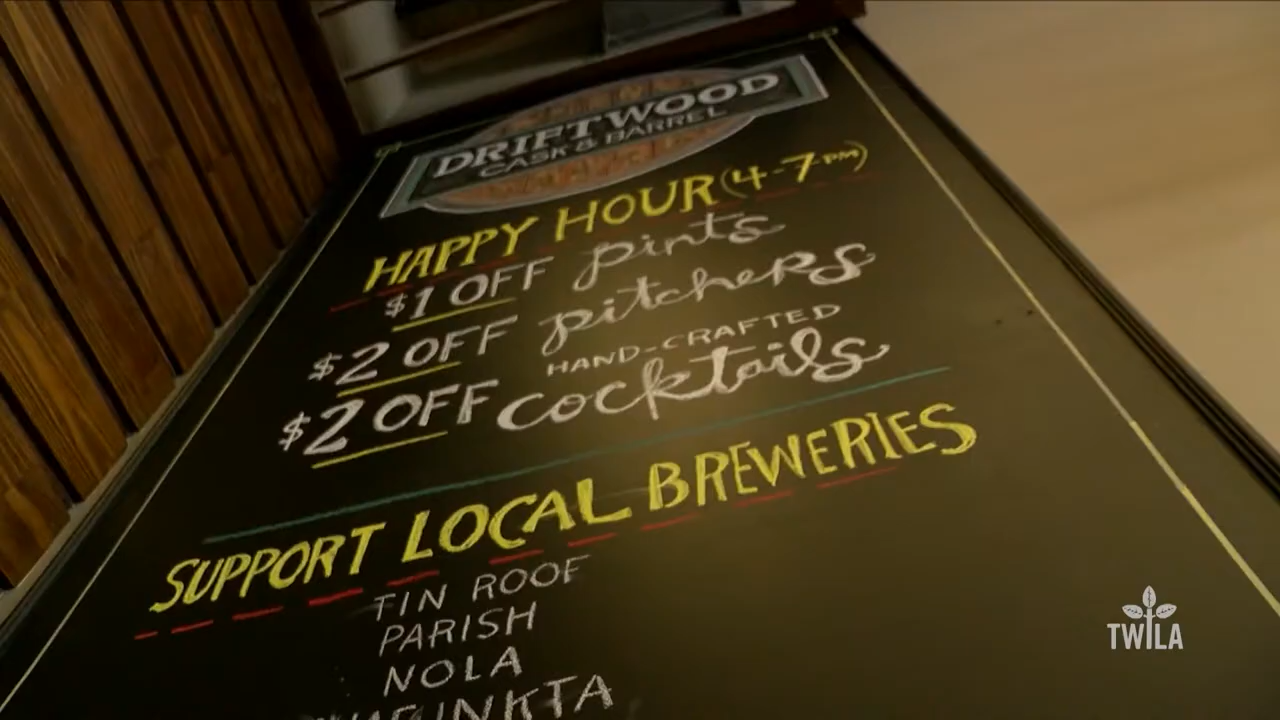 DRIFTWOOD
CASK & BARREL
HAPPY HOUR (4-7PM)
$1 OFF pints
$2 OFF pitchers
$2 OFF HAND-CRAFTED cocktails
SUPPORT LOCAL BREWERIES
TIN ROOF
PARISH
NOLA
TWILA